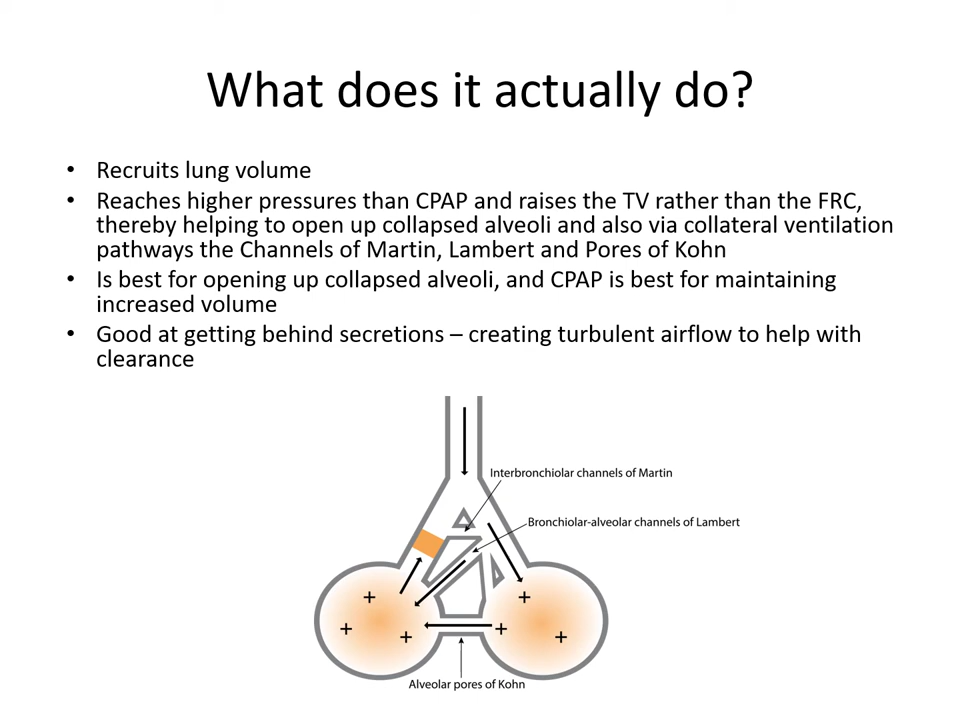 What does it actually do?
• Recruits lung volume
• Reaches higher pressures than CPAP and raises the TV rather than the FRC,
thereby helping to open up collapsed alveoli and also via collateral ventilation
pathways the Channels of Martin, Lambert and Pores of Kohn
• Is best for opening up collapsed alveoli, and CPAP is best for maintaining
increased volume
• Good at getting behind secretions – creating turbulent airflow to help with
clearance
Interbronchiolar channels of Martin
Bronchiolar-alveolar channels of Lambert
+ +
+ + + +
Alveolar pores of Kohn